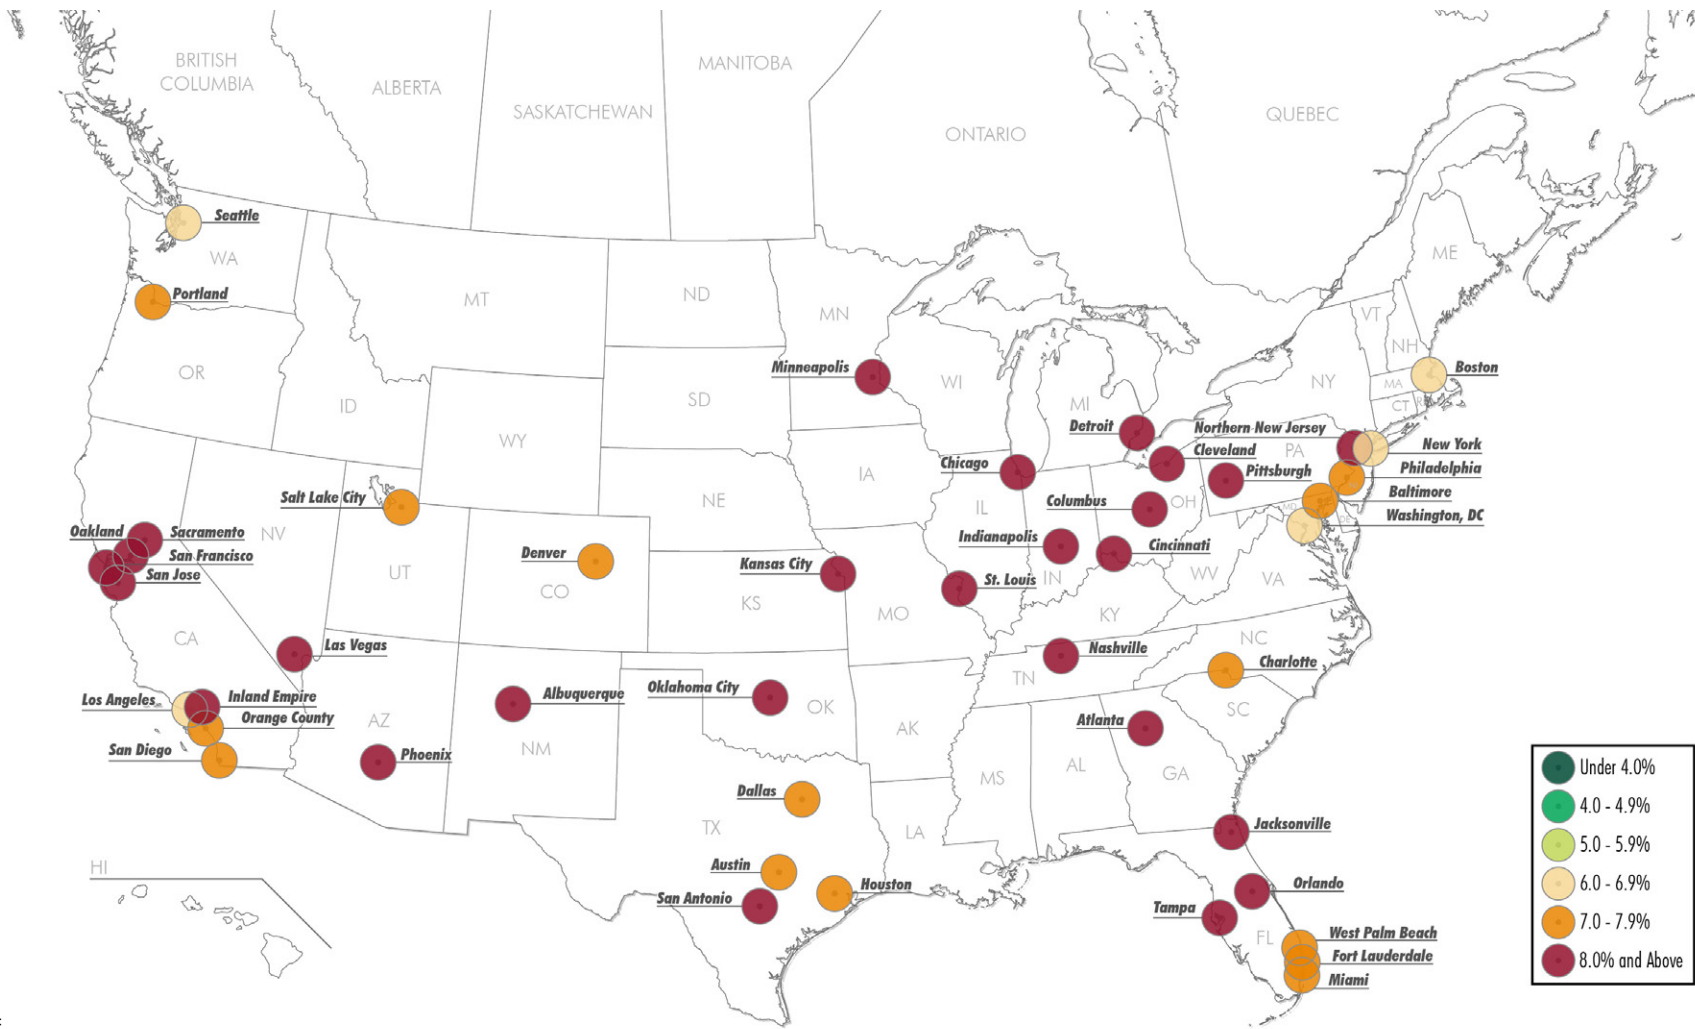 BRITISH
COLUMBIA
ALBERTA
SASKATCHEWAN
MANITOBA
ONTARIO
QUEBEC
Seattle
WA
Portland
OR
MT
ID
WY
ND
SD
NE
MN
WI
MI
IA
IL
IN
OH
PA
NY
VT
NH
ME
MA
CT
Minneapolis
Boston
Detroit
Northern New Jersey
New York
Cleveland
Chicago
Pittsburgh
Philadelphia
Columbus
Baltimore
MD
Washington, DC
Salt Lake City
Oakland
Sacramento
San Francisco
San Jose
NV
UT
Denver
CO
Kansas City
KS
Indianapolis
Cincinnati
St. Louis
MO
WV
VA
KY
CA
Las Vegas
Nashville
TN
NC
Charlotte
SC
Los Angeles
Inland Empire
Orange County
San Diego
AZ
Phoenix
Albuquerque
NM
Oklahoma City
OK
AK
Atlanta
MS
AL
GA
Dallas
TX
LA
Austin
Houston
San Antonio
Jacksonville
Orlando
Tampa
FL
West Palm Beach
Fort Lauderdale
Miami
HI
Under 4.0%
4.0 - 4.9%
5.0 - 5.9%
6.0 - 6.9%
7.0 - 7.9%
8.0% and Above